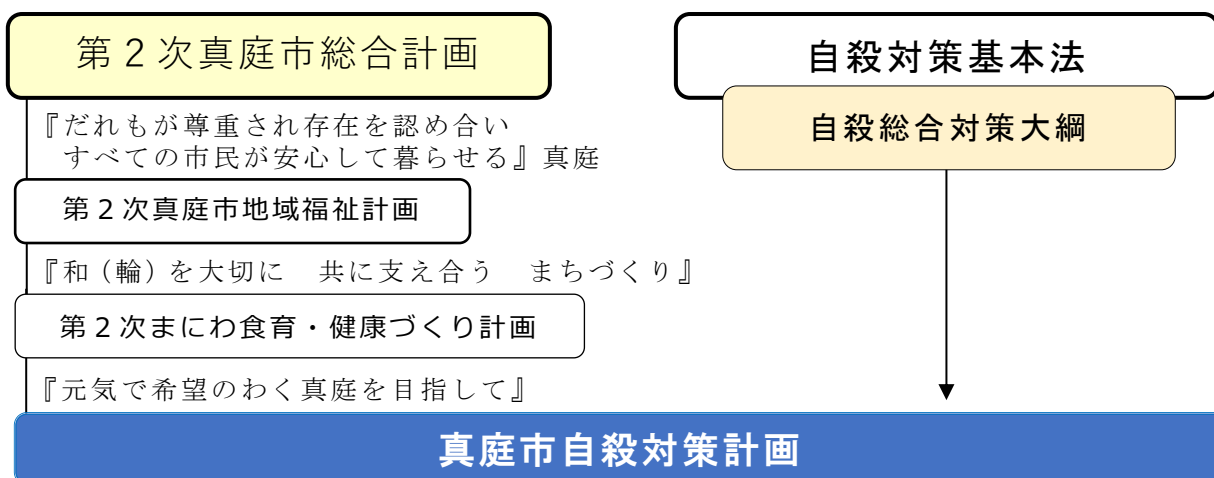 第２次真庭市総合計画
『だれもが尊重され存在を認め合い
すべての市民が安心して暮らせる』真庭
第２次真庭市地域福祉計画
『和（輪）を大切に　共に支え合う　まちづくり』
第２次まにわ食育・健康づくり計画
『元気で希望のわく真庭を目指して』
自殺対策基本法
自殺総合対策大綱
真庭市自殺対策計画